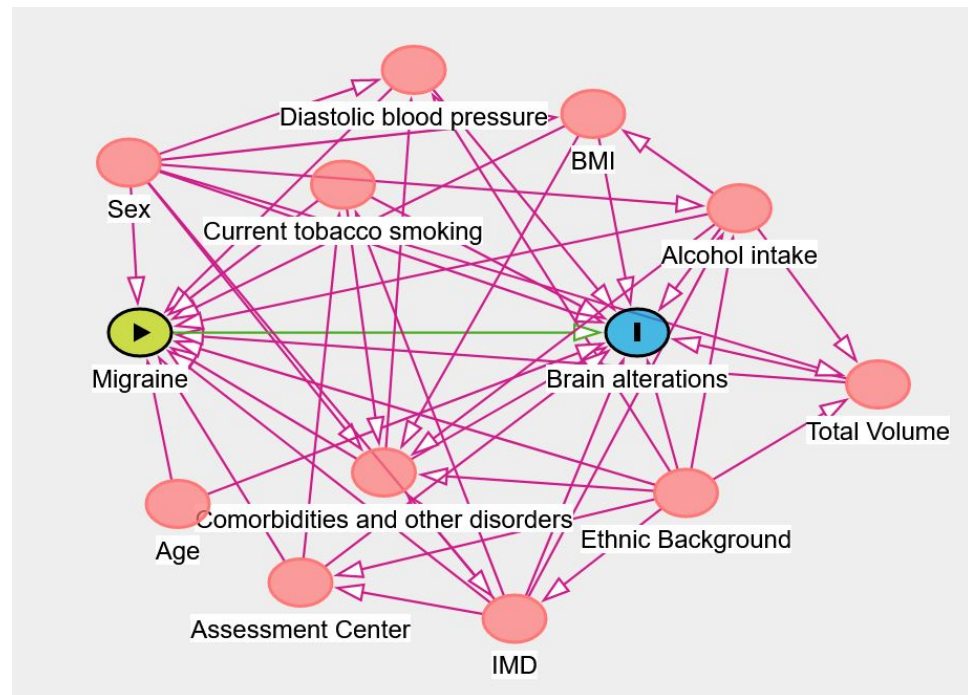 Diastolic blood pressure
BMI
Sex
Current tobacco smoking
Alcohol intake
Migraine
Brain alterations
Total Volume
Comorbidities and other disorders
Ethnic Background
Age
Assessment Center
IMD